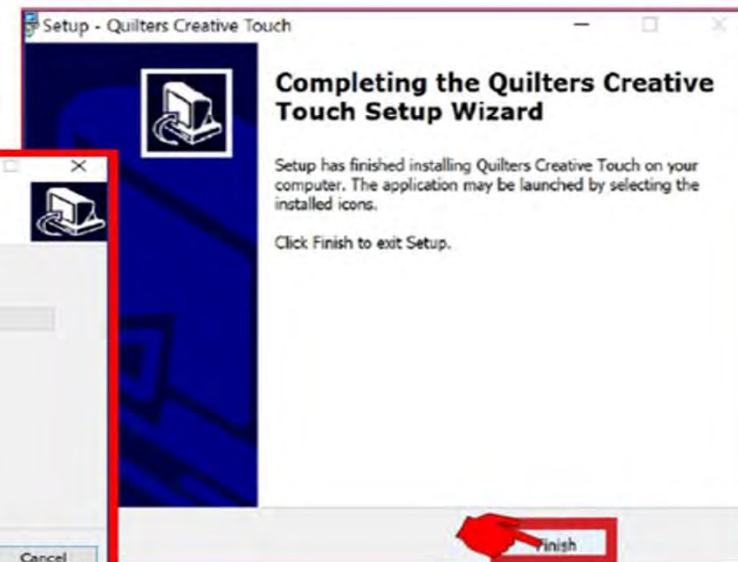 Setup - Quilters Creative Touch
Completing the Quilters Creative
Touch Setup Wizard
Setup has finished installing Quilters Creative Touch on your
computer. The application may be launched by selecting the
installed icons.
Click Finish to exit Setup.
Finish
Cancel